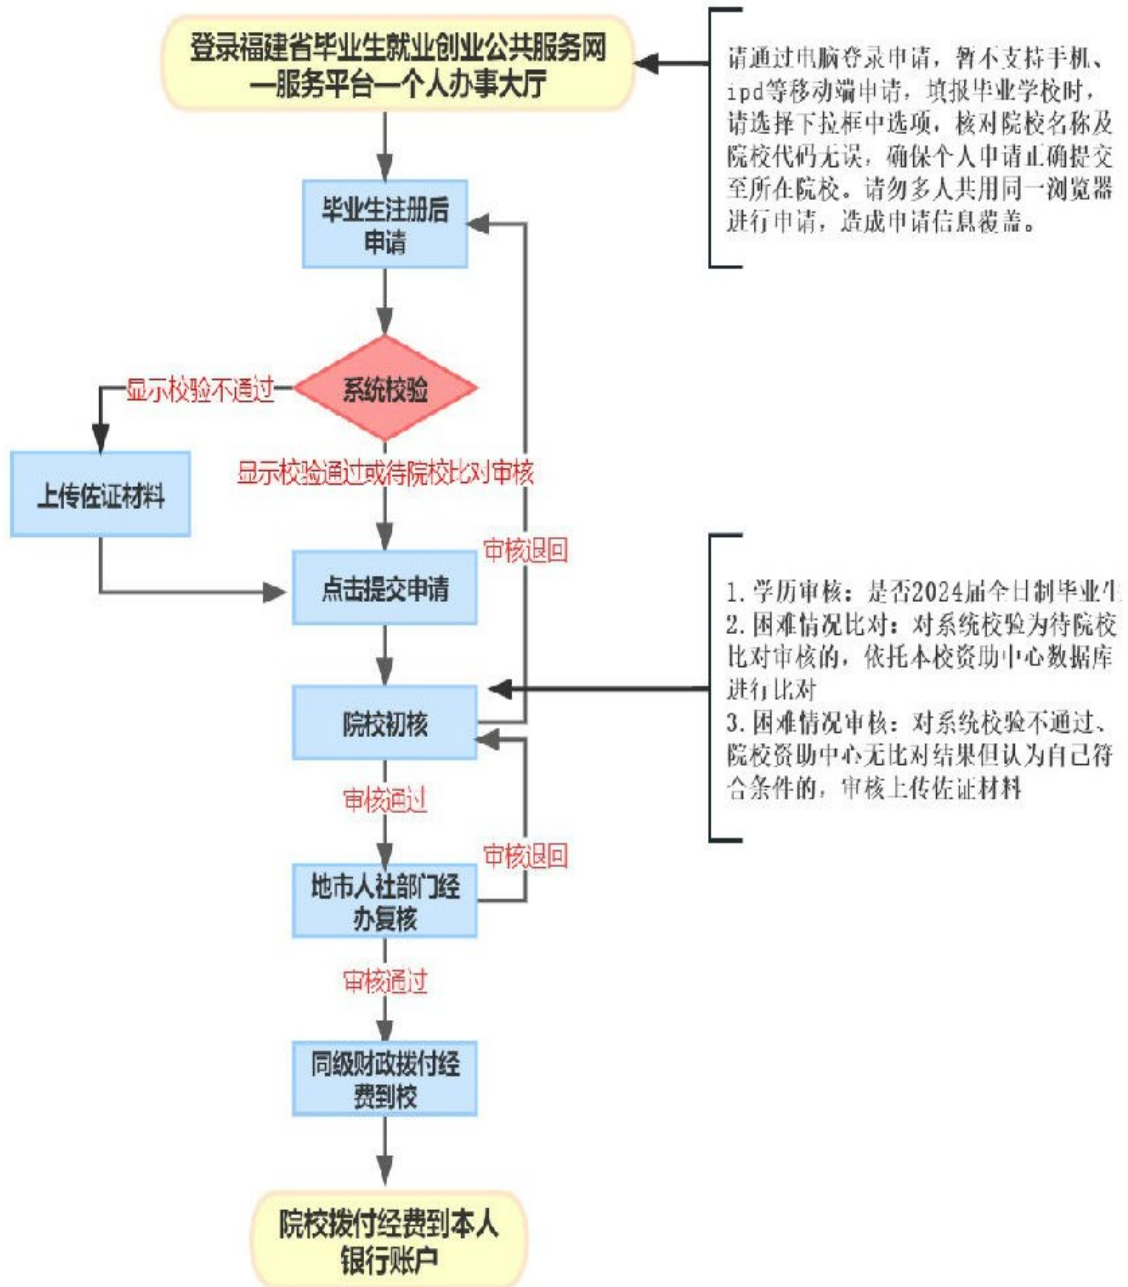 登录福建省毕业生就业创业公共服务网
—服务平台—个人办事大厅
请通过电脑登录申请，暂不支持手机、
ipd等移动端申请，填报毕业学校时，
请选择下拉框中选项，核对院校名称及
院校代码无误，确保个人申请正确提交
至所在院校。请勿多人共用同一浏览器
进行申请，造成申请信息覆盖。
毕业生注册后
申请
系统校验
显示校验不通过
显示校验通过或待院校比对审核
上传佐证材料
审核退回
点击提交申请
1.学历审核：是否2024届全日制毕业生
2.困难情况比对：对系统校验为待院校
比对审核的，依托本校资助中心数据库
进行比对
3.困难情况审核：对系统校验不通过、
院校资助中心无比对结果但认为自己符
合条件的，审核上传佐证材料
院校初核
审核通过
审核退回
地市人社部门经
办复核
审核通过
同级财政拨付经
费到校
院校拨付经费到本人
银行账户